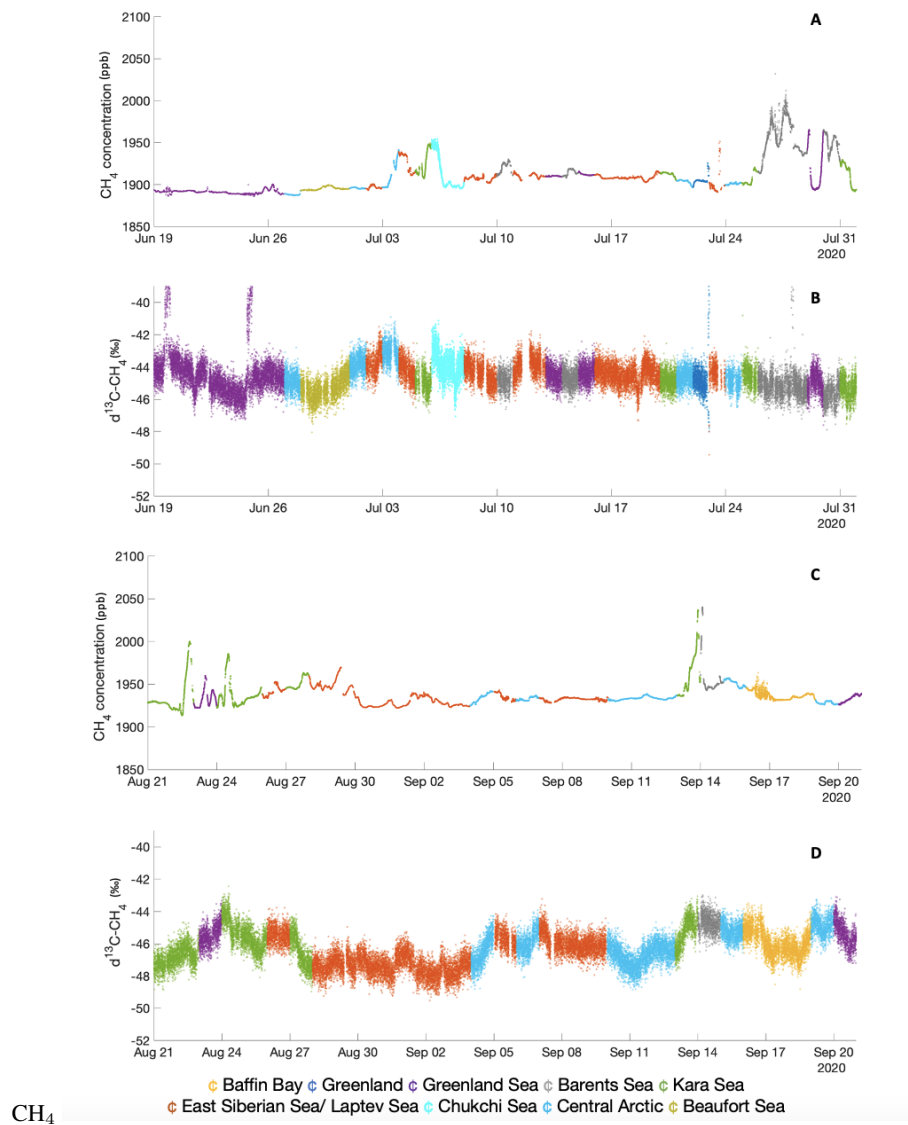 A
2100
2050
2000
1950
1900
1850
CH4 concentration (ppb)
Jun 19 Jun 26 Jul 03 Jul 10 Jul 17 Jul 24 Jul 31
2020
B
-40
-42
-44
-46
-48
-50
-52
d13C-CH4 (‰)
Jun 19 Jun 26 Jul 03 Jul 10 Jul 17 Jul 24 Jul 31
2020
C
2100
2050
2000
1950
1900
1850
CH4 concentration (ppb)
Aug 21 Aug 24 Aug 27 Aug 30 Sep 02 Sep 05 Sep 08 Sep 11 Sep 14 Sep 17 Sep 20
2020
D
-40
-42
-44
-46
-48
-50
-52
d13C-CH4 (‰)
Aug 21 Aug 24 Aug 27 Aug 30 Sep 02 Sep 05 Sep 08 Sep 11 Sep 14 Sep 17 Sep 20
2020
¢ Baffin Bay ¢ Greenland ¢ Greenland Sea ¢ Barents Sea ¢ Kara Sea
¢ East Siberian Sea/ Laptev Sea ¢ Chukchi Sea ¢ Central Arctic ¢ Beaufort Sea
CH4